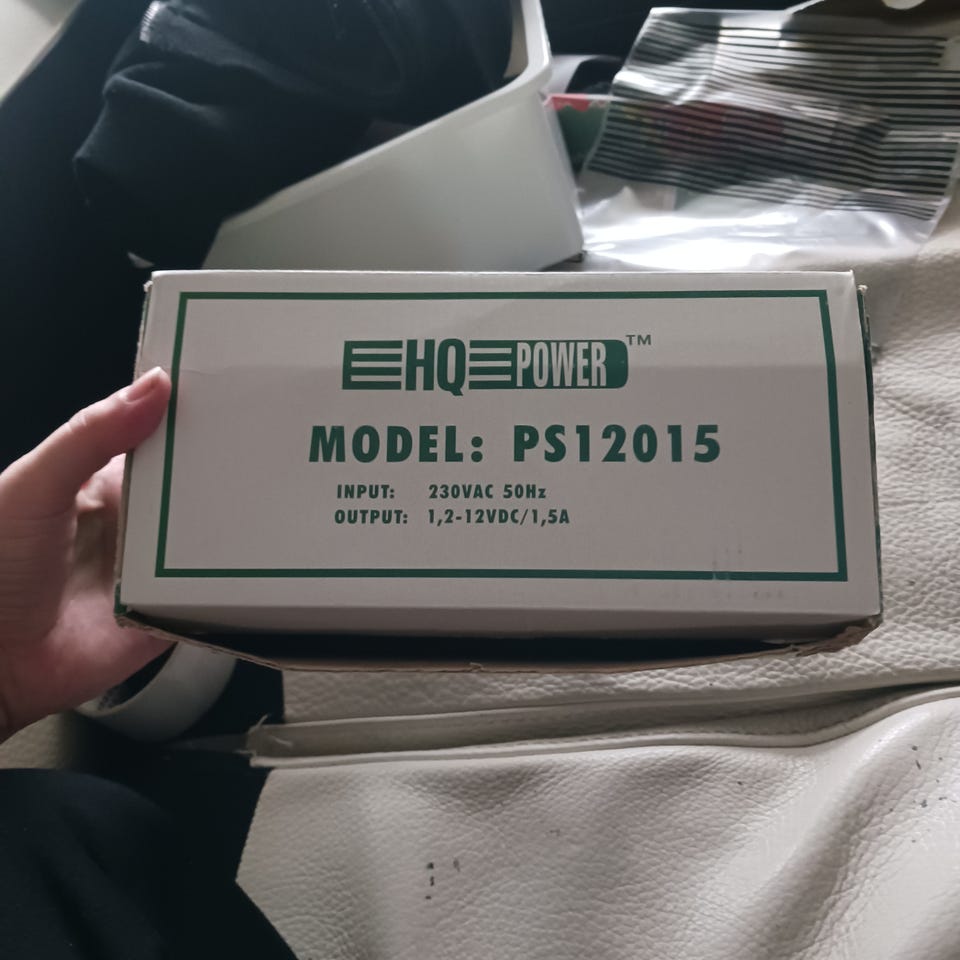 HQ POWER™
MODEL: PS12015
INPUT: 230VAC 50Hz
OUTPUT: 1,2-12VDC/1,5A